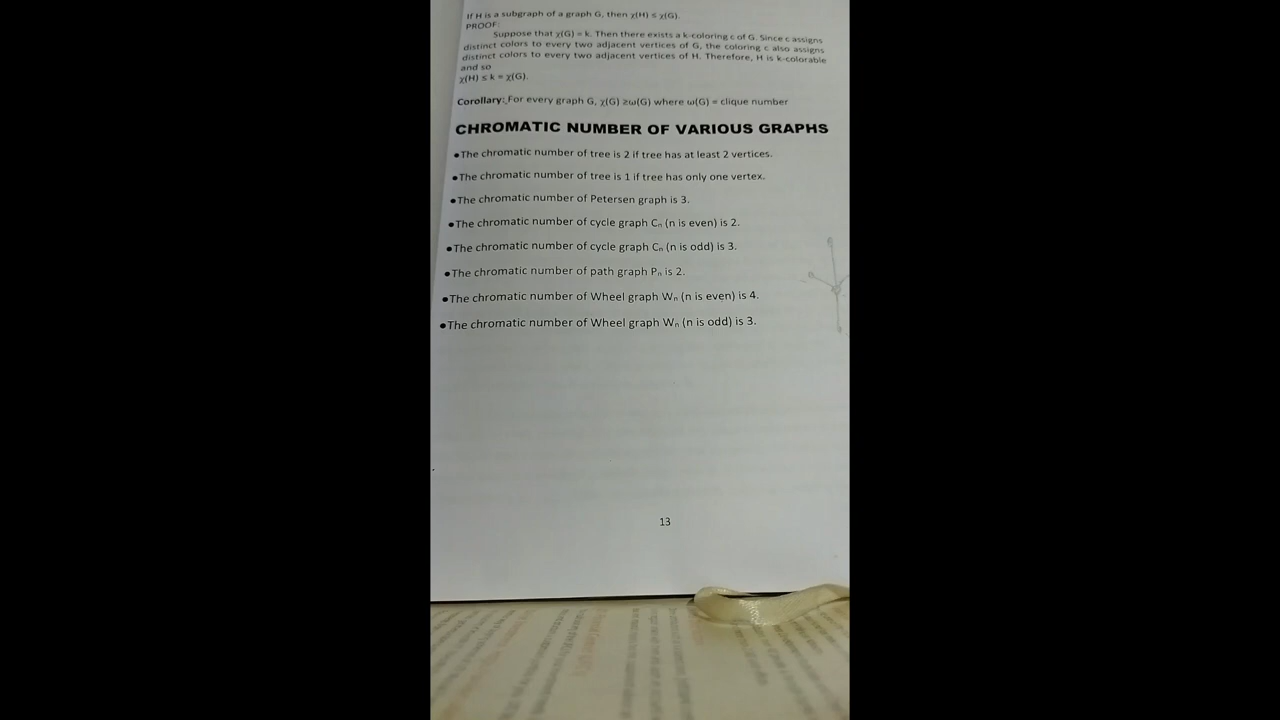 If H is a subgraph of a graph G, then χ(H) ≤ χ(G).
PROOF:
Suppose that χ(G) = k. Then there exists a k-coloring c of G. Since c assigns
distinct colors to every two adjacent vertices of G, the coloring c also assigns
distinct colors to every two adjacent vertices of H. Therefore, H is k-colorable
and so
χ(H) ≤ k = χ(G).
Corollary: For every graph G, χ(G) ≥ω(G) where ω(G) = clique number
CHROMATIC NUMBER OF VARIOUS GRAPHS
•The chromatic number of tree is 2 if tree has at least 2 vertices.
•The chromatic number of tree is 1 if tree has only one vertex.
•The chromatic number of Petersen graph is 3.
•The chromatic number of cycle graph Cₙ (n is even) is 2.
•The chromatic number of cycle graph Cₙ (n is odd) is 3.
•The chromatic number of path graph Pₙ is 2.
•The chromatic number of Wheel graph Wₙ (n is even) is 4.
•The chromatic number of Wheel graph Wₙ (n is odd) is 3.
13